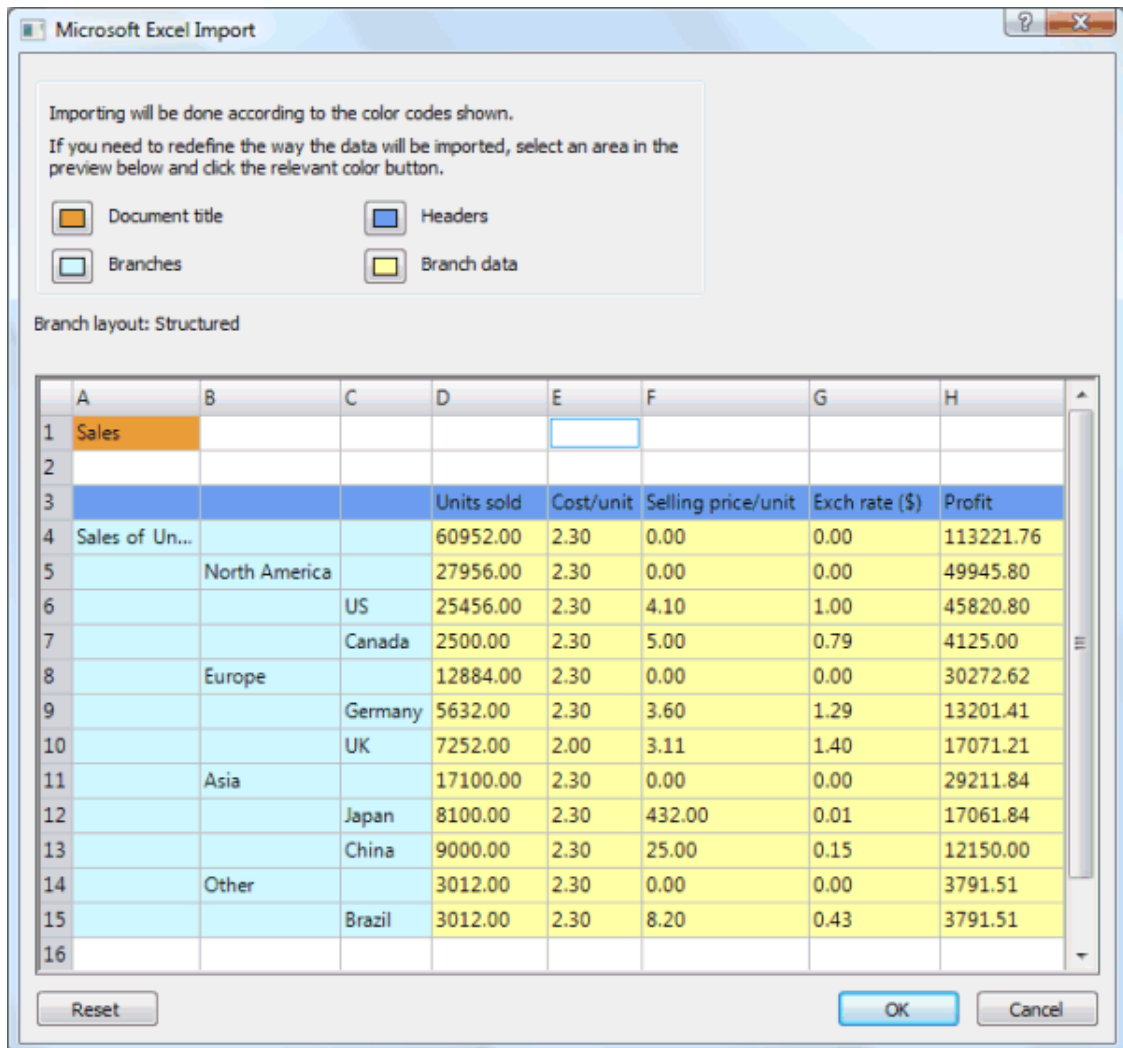 Microsoft Excel Import
Importing will be done according to the color codes shown.
If you need to redefine the way the data will be imported, select an area in the
preview below and click the relevant color button.
Document title Headers
Branches Branch data
Branch layout: Structured
A B C D E F G H
1 Sales
2
3 Units sold Cost/unit Selling price/unit Exch rate ($) Profit
4 Sales of Un... 60952.00 2.30 0.00 0.00 113221.76
5 North America 27956.00 2.30 0.00 0.00 49945.80
6 US 25456.00 2.30 4.10 1.00 45820.80
7 Canada 2500.00 2.30 5.00 0.79 4125.00
8 Europe 12884.00 2.30 0.00 0.00 30272.62
9 Germany 5632.00 2.30 3.60 1.29 13201.41
10 UK 7252.00 2.00 3.11 1.40 17071.21
11 Asia 17100.00 2.30 0.00 0.00 29211.84
12 Japan 8100.00 2.30 432.00 0.01 17061.84
13 China 9000.00 2.30 25.00 0.15 12150.00
14 Other 3012.00 2.30 0.00 0.00 3791.51
15 Brazil 3012.00 2.30 8.20 0.43 3791.51
16
Reset OK Cancel